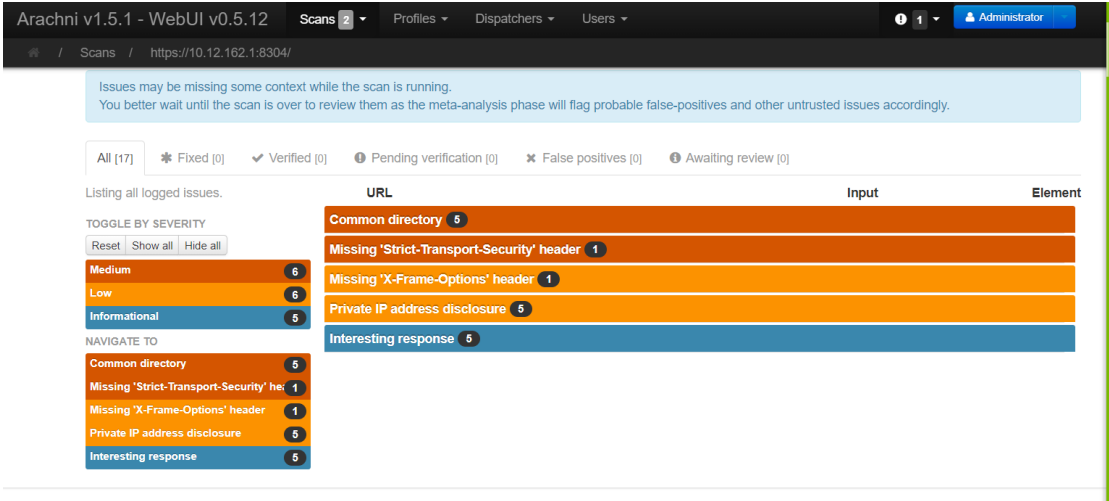 Arachni v1.5.1 - WebUI v0.5.12 Scans 2 Profiles Dispatchers Users 1 Administrator
/ Scans / https://10.12.162.1:8304/
Issues may be missing some context while the scan is running.
You better wait until the scan is over to review them as the meta-analysis phase will flag probable false-positives and other untrusted issues accordingly.
All [17] Fixed [0] Verified [0] Pending verification [0] False positives [0] Awaiting review [0]
Listing all logged issues.
TOGGLE BY SEVERITY
Reset Show all Hide all
Medium 6
Low 6
Informational 5
NAVIGATE TO
Common directory 5
Missing 'Strict-Transport-Security' hea 1
Missing 'X-Frame-Options' header 1
Private IP address disclosure 5
Interesting response 5
URL Input Element
Common directory 5
Missing 'Strict-Transport-Security' header 1
Missing 'X-Frame-Options' header 1
Private IP address disclosure 5
Interesting response 5